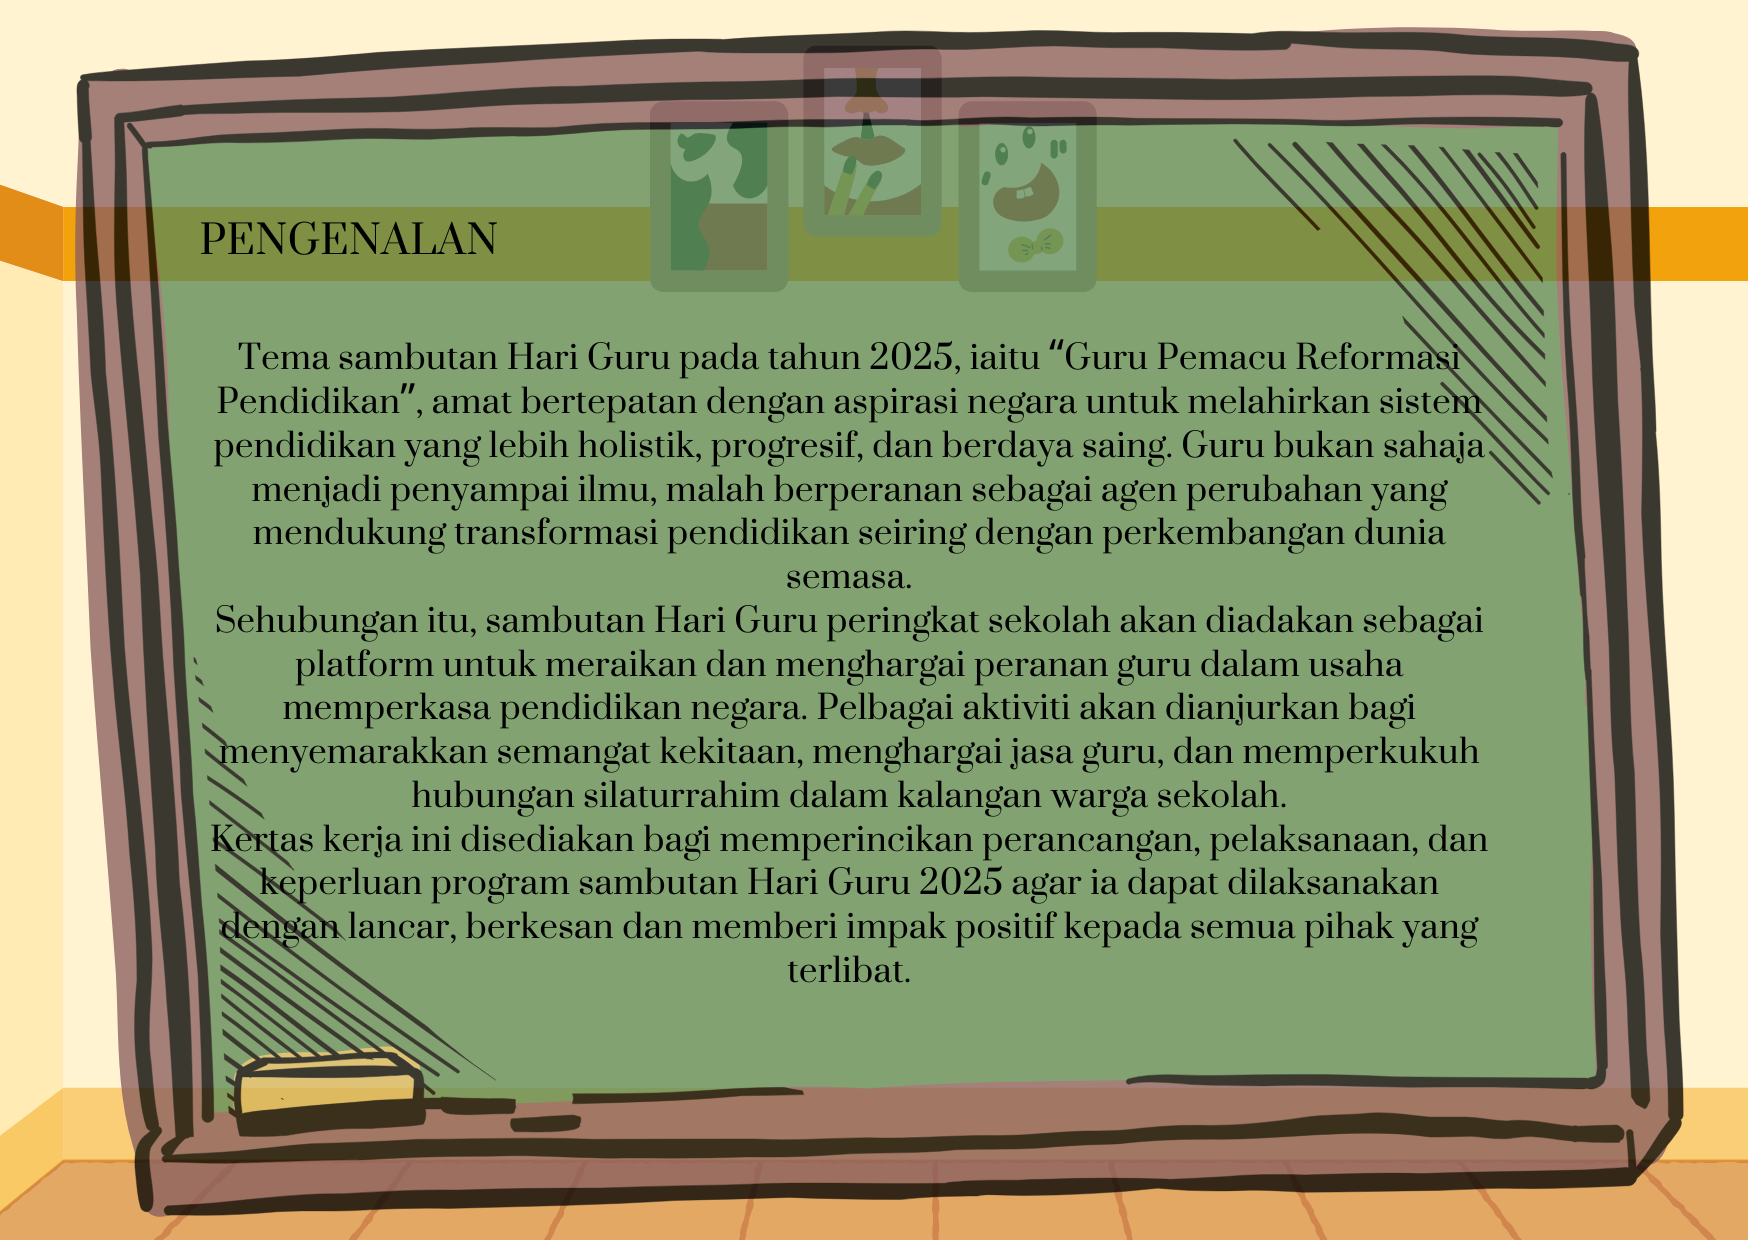 PENGENALAN
Tema sambutan Hari Guru pada tahun 2025, iaitu “Guru Pemacu Reformasi
Pendidikan”, amat bertepatan dengan aspirasi negara untuk melahirkan sistem
pendidikan yang lebih holistik, progresif, dan berdaya saing. Guru bukan sahaja
menjadi penyampai ilmu, malah berperanan sebagai agen perubahan yang
mendukung transformasi pendidikan seiring dengan perkembangan dunia
semasa.
Sehubungan itu, sambutan Hari Guru peringkat sekolah akan diadakan sebagai
platform untuk meraikan dan menghargai peranan guru dalam usaha
memperkasa pendidikan negara. Pelbagai aktiviti akan dianjurkan bagi
menyemarakkan semangat kekitaan, menghargai jasa guru, dan memperkukuh
hubungan silaturrahim dalam kalangan warga sekolah.
Kertas kerja ini disediakan bagi memperincikan perancangan, pelaksanaan, dan
keperluan program sambutan Hari Guru 2025 agar ia dapat dilaksanakan
dengan lancar, berkesan dan memberi impak positif kepada semua pihak yang
terlibat.